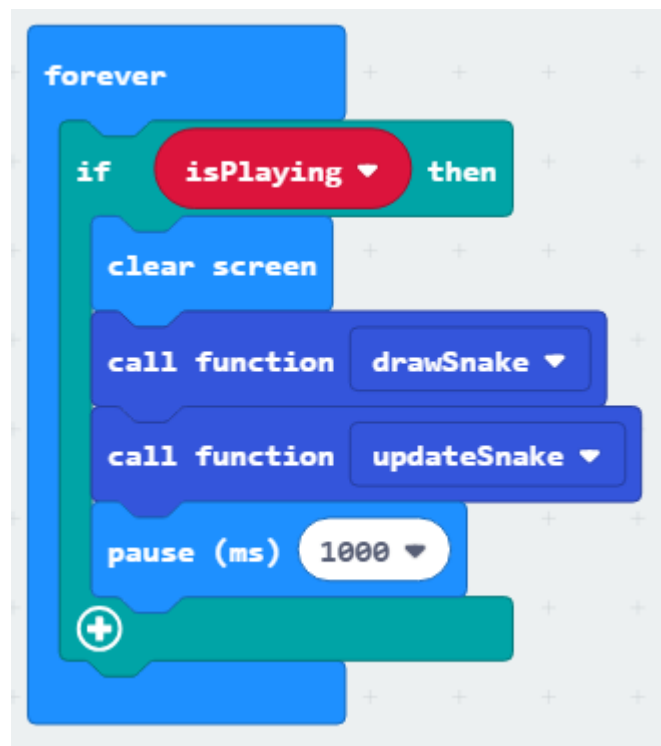 forever
if isPlaying then
clear screen
call function drawSnake
call function updateSnake
pause (ms) 1000